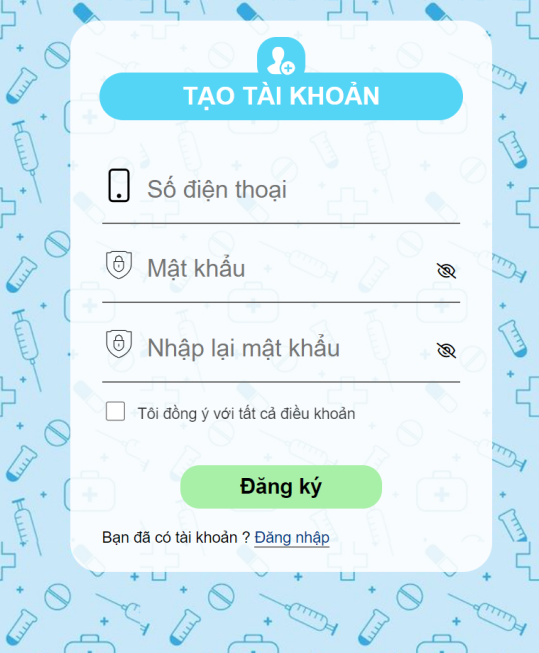 TẠO TÀI KHOẢN
Số điện thoại
Mật khẩu
Nhập lại mật khẩu
Tôi đồng ý với tất cả điều khoản
Đăng ký
Bạn đã có tài khoản ? Đăng nhập